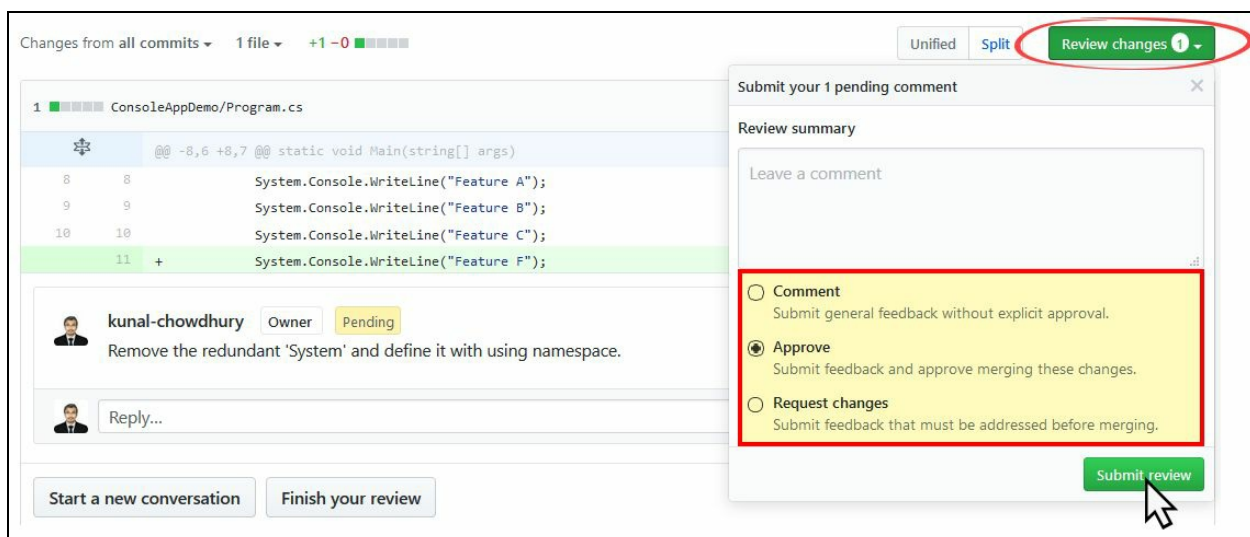 Changes from all commits 1 file +1 −0
Unified Split Review changes 1
1 ConsoleAppDemo/Program.cs
@@ -8,6 +8,7 @@ static void Main(string[] args)
8 8 System.Console.WriteLine("Feature A");
9 9 System.Console.WriteLine("Feature B");
10 10 System.Console.WriteLine("Feature C");
11 + System.Console.WriteLine("Feature F");
kunal-chowdhury Owner Pending
Remove the redundant 'System' and define it with using namespace.
Reply...
Start a new conversation Finish your review
Submit your 1 pending comment
Review summary
Leave a comment
Comment
Submit general feedback without explicit approval.
Approve
Submit feedback and approve merging these changes.
Request changes
Submit feedback that must be addressed before merging.
Submit review